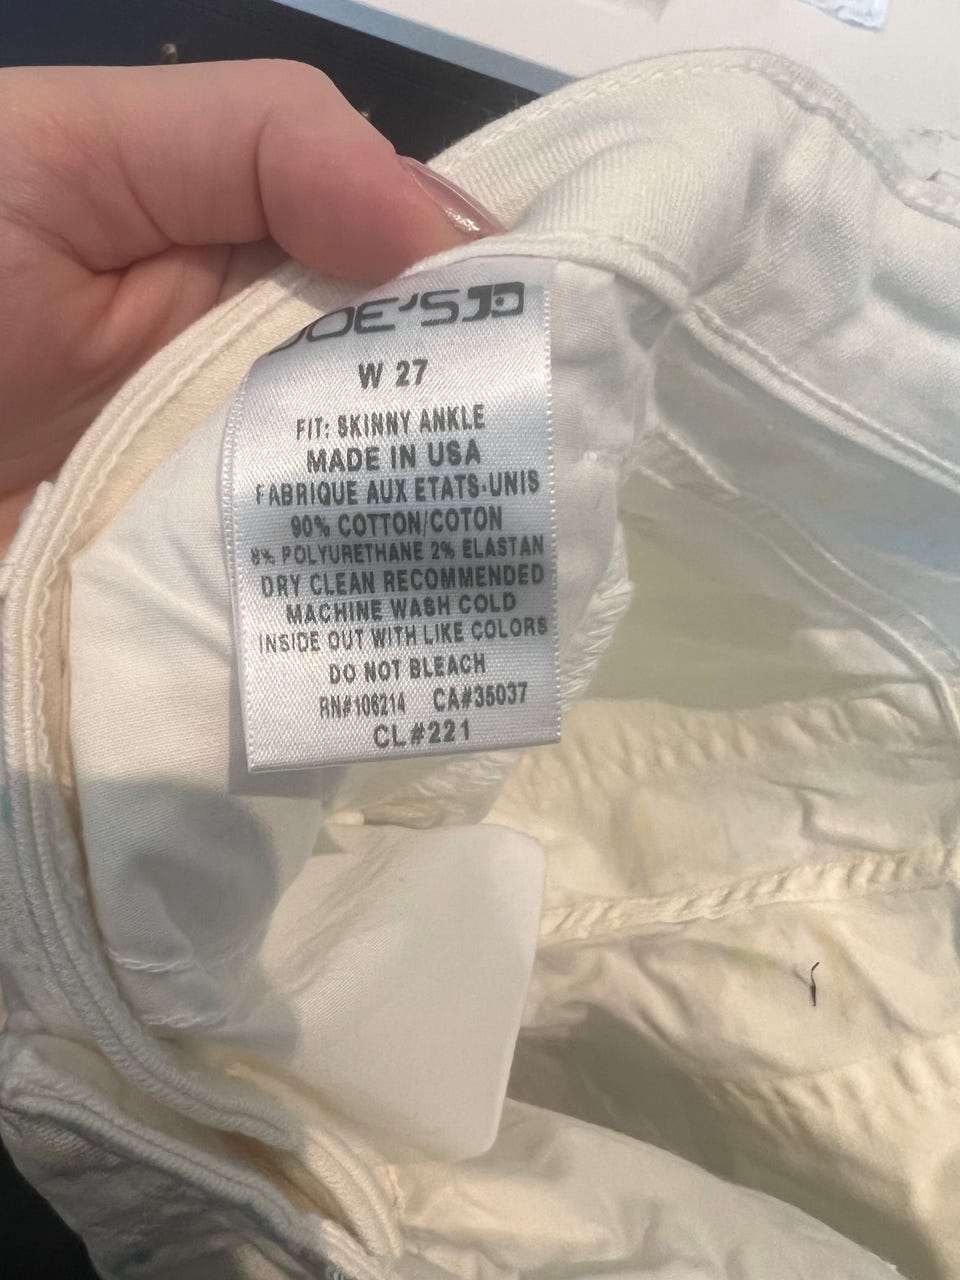 JOE'S JD
W 27
FIT: SKINNY ANKLE
MADE IN USA
FABRIQUE AUX ETATS-UNIS
90% COTTON/COTON
8% POLYURETHANE 2% ELASTAN
DRY CLEAN RECOMMENDED
MACHINE WASH COLD
INSIDE OUT WITH LIKE COLORS
DO NOT BLEACH
RN#106214 CA#35037
CL#221